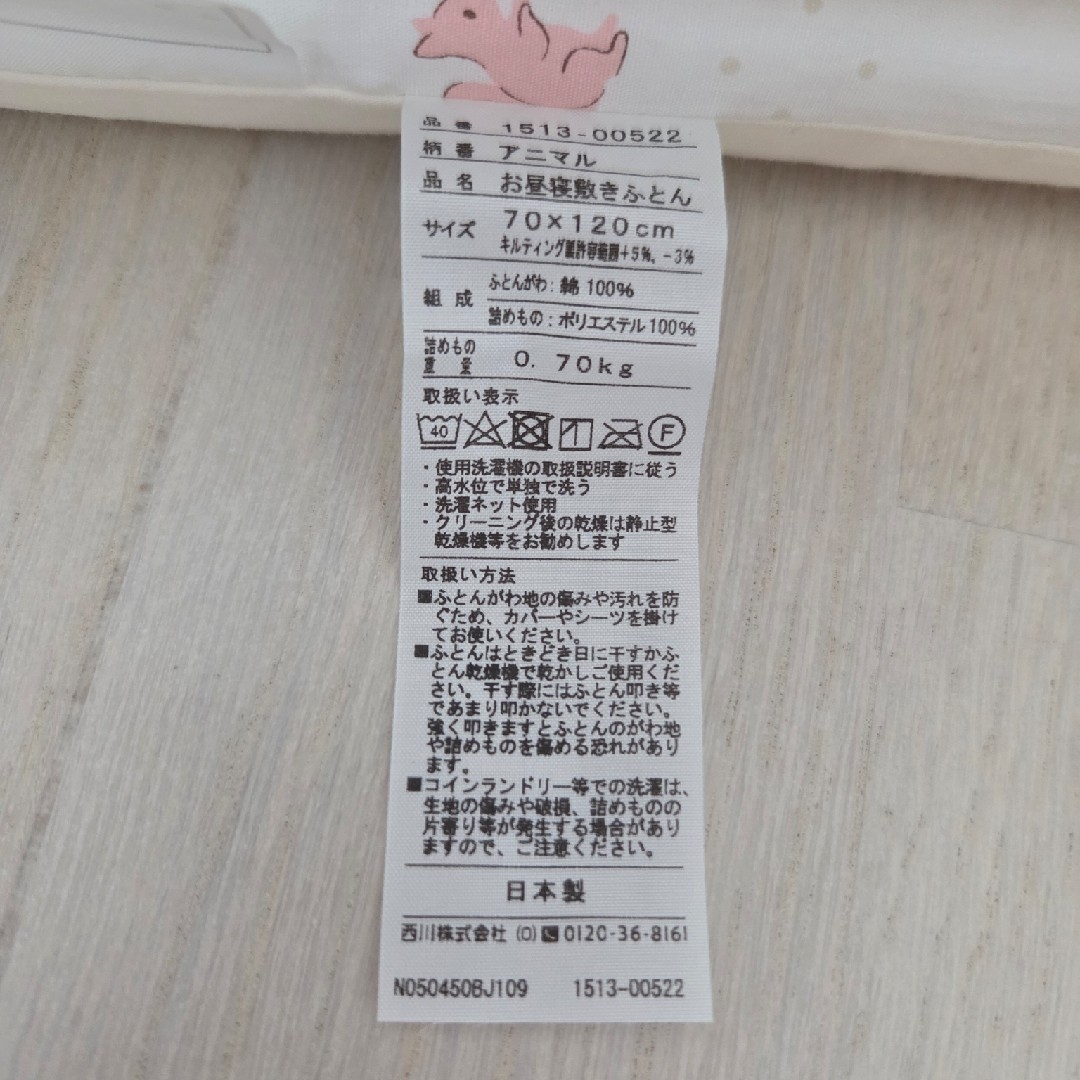 品番 1513-00522
柄番 アニマル
品名 お昼寝敷きふとん
サイズ 70×120cm
キルティング製許容範囲+5%、-3%
組成 ふとんがわ: 綿 100%
詰めもの: ポリエステル100%
詰めもの
重量 0.70kg
取扱い表示
40 F
・使用洗濯機の取扱説明書に従う
・高水位で単独で洗う
・洗濯ネット使用
・クリーニング後の乾燥は静止型
乾燥機等をお勧めします
取扱い方法
■ふとんがわ地の傷みや汚れを防
ぐため、カバーやシーツを掛け
てお使いください。
■ふとんはときどき日に干すかふ
とん乾燥機で乾かしご使用くだ
さい。干す際にはふとん叩き等
であまり叩かないでください。
強く叩きますとふとんのがわ地
や詰めものを傷める恐れがあり
ます。
■コインランドリー等での洗濯は、
生地の傷みや破損、詰めものの
片寄り等が発生する場合があり
ますので、ご注意ください。
日本製
西川株式会社 (O) ☎0120-36-8161
N050450BJ109 1513-00522